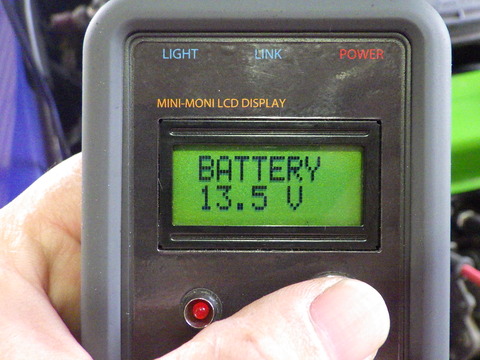 LIGHT LINK POWER
MINI-MONI LCD DISPLAY
BATTERY
13.5 V